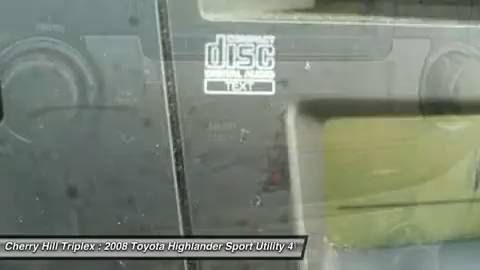 COMPACT
disc
DIGITAL AUDIO
TEXT
Cherry Hill Triplex : 2008 Toyota Highlander Sport Utility 4